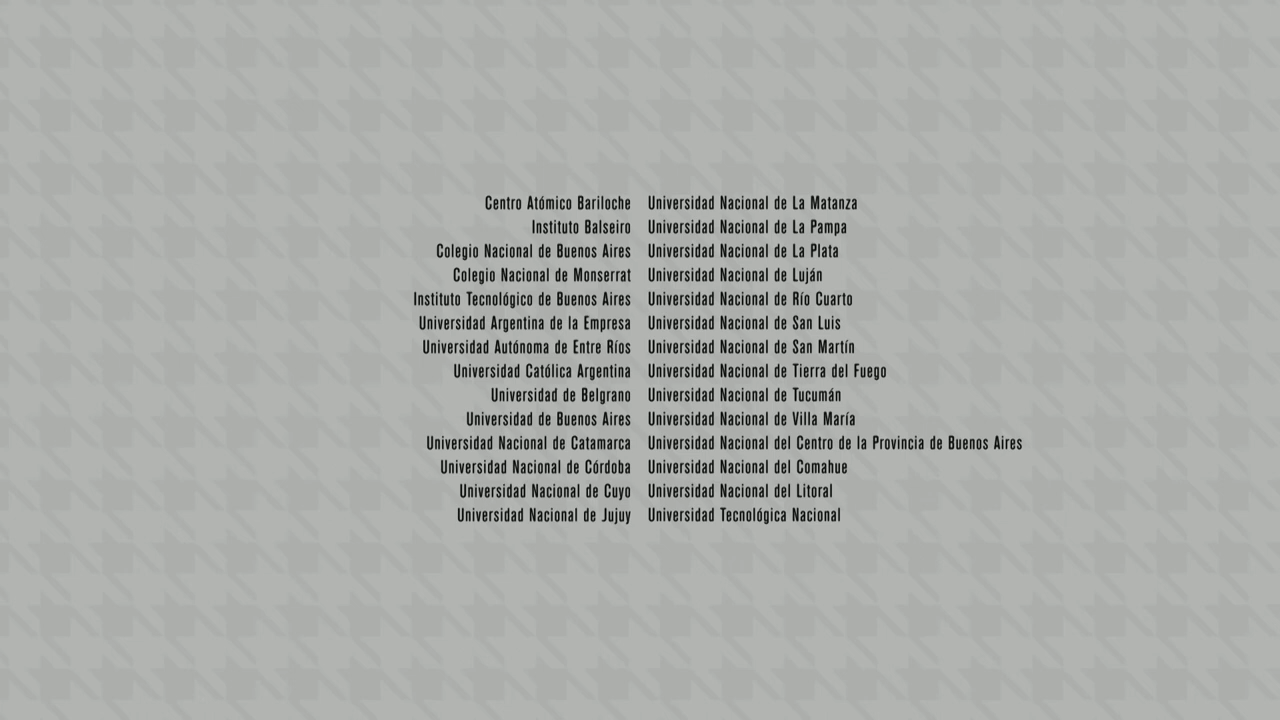 Centro Atómico Bariloche
Instituto Balseiro
Colegio Nacional de Buenos Aires
Colegio Nacional de Monserrat
Instituto Tecnológico de Buenos Aires
Universidad Argentina de la Empresa
Universidad Autónoma de Entre Ríos
Universidad Católica Argentina
Universidad de Belgrano
Universidad de Buenos Aires
Universidad Nacional de Catamarca
Universidad Nacional de Córdoba
Universidad Nacional de Cuyo
Universidad Nacional de Jujuy
Universidad Nacional de La Matanza
Universidad Nacional de La Pampa
Universidad Nacional de La Plata
Universidad Nacional de Luján
Universidad Nacional de Río Cuarto
Universidad Nacional de San Luis
Universidad Nacional de San Martín
Universidad Nacional de Tierra del Fuego
Universidad Nacional de Tucumán
Universidad Nacional de Villa María
Universidad Nacional del Centro de la Provincia de Buenos Aires
Universidad Nacional del Comahue
Universidad Nacional del Litoral
Universidad Tecnológica Nacional